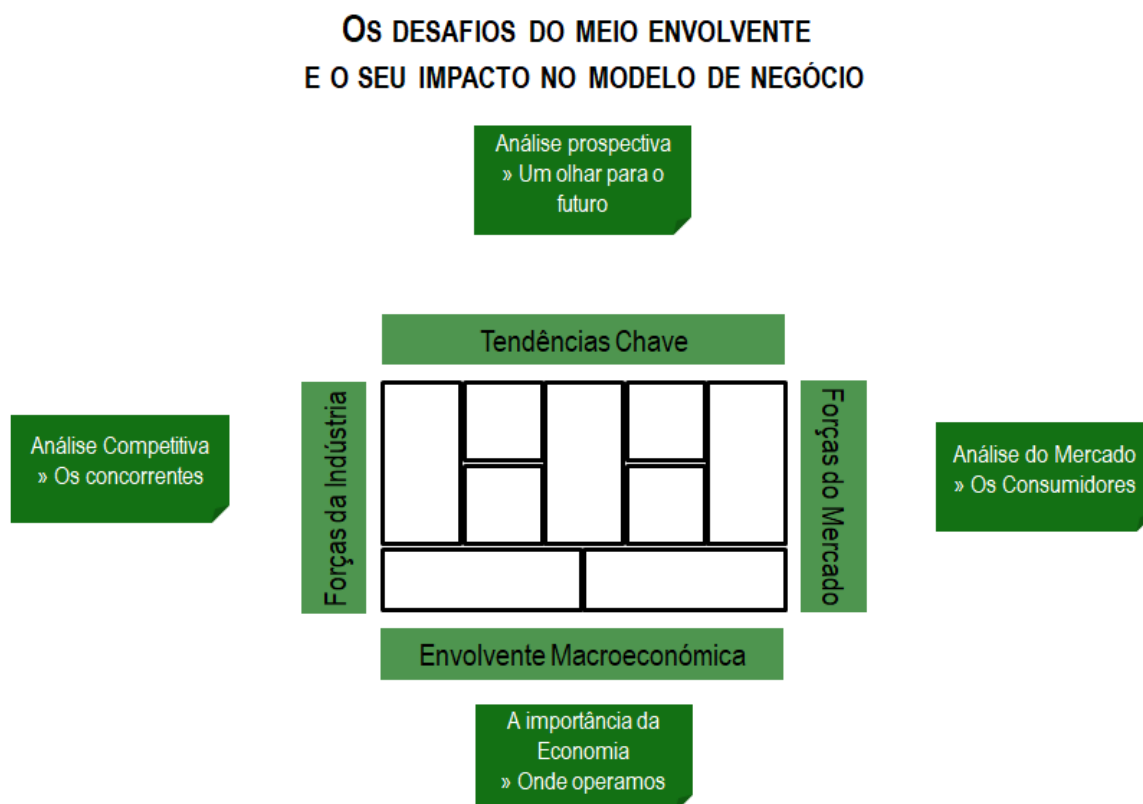 OS DESAFIOS DO MEIO ENVOLVENTE
E O SEU IMPACTO NO MODELO DE NEGÓCIO
Análise prospectiva
» Um olhar para o
futuro
Tendências Chave
Análise Competitiva
» Os concorrentes
Forças da Indústria
Forças do Mercado
Análise do Mercado
» Os Consumidores
Envolvente Macroeconómica
A importância da
Economia
» Onde operamos